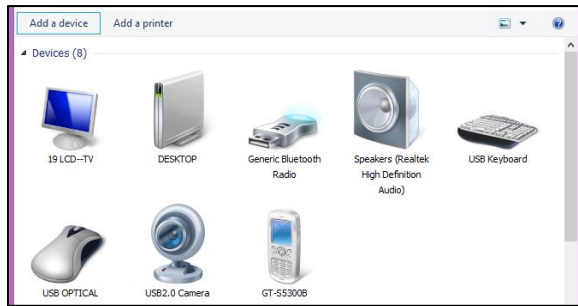 Add a device Add a printer
Devices (8)
19 LCD--TV
DESKTOP
Generic Bluetooth
Radio
Speakers (Realtek
High Definition
Audio)
USB Keyboard
USB OPTICAL
USB2.0 Camera
GT-S5300B